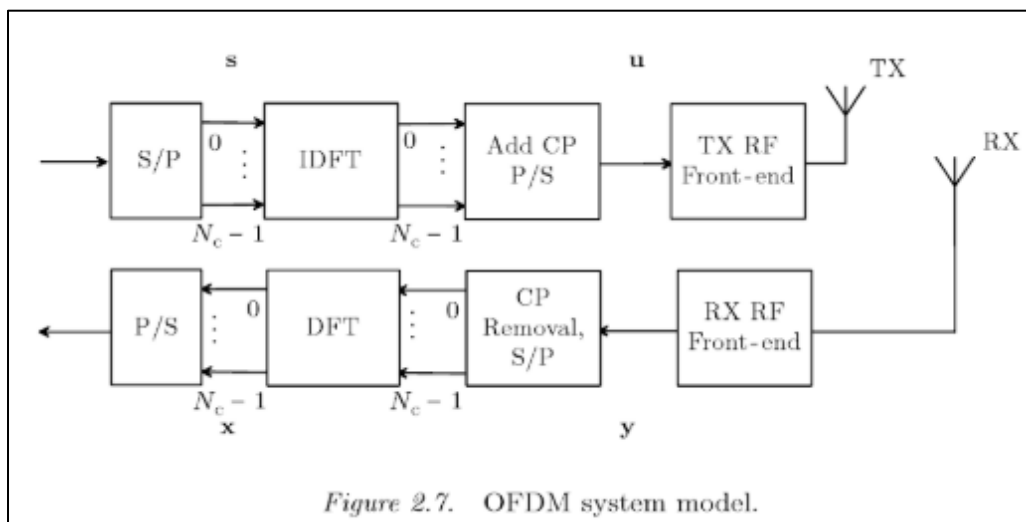 s
u
TX
RX
S/P
0
⋮
N_c − 1
IDFT
0
⋮
N_c − 1
Add CP
P/S
TX RF
Front-end
P/S
0
⋮
N_c − 1
DFT
0
⋮
N_c − 1
CP
Removal,
S/P
RX RF
Front-end
x
y
Figure 2.7. OFDM system model.